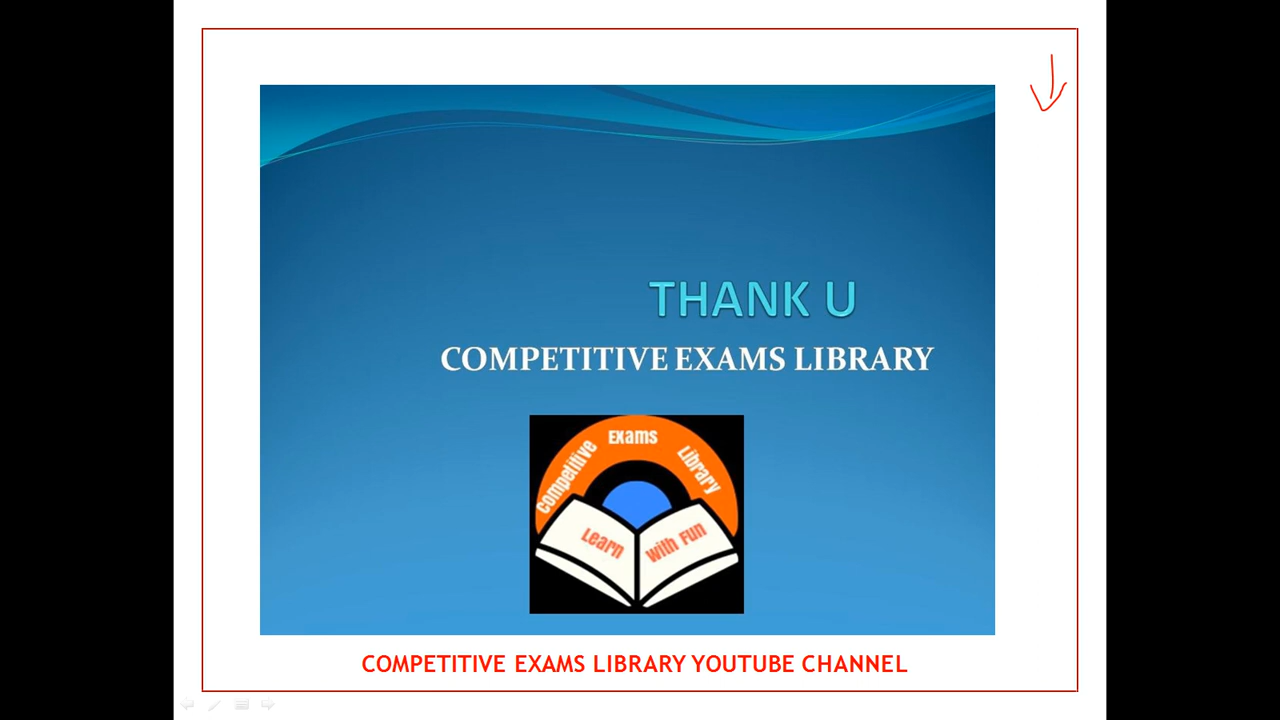 THANK U
COMPETITIVE EXAMS LIBRARY
Competitive Exams Library
Learn With Fun
COMPETITIVE EXAMS LIBRARY YOUTUBE CHANNEL